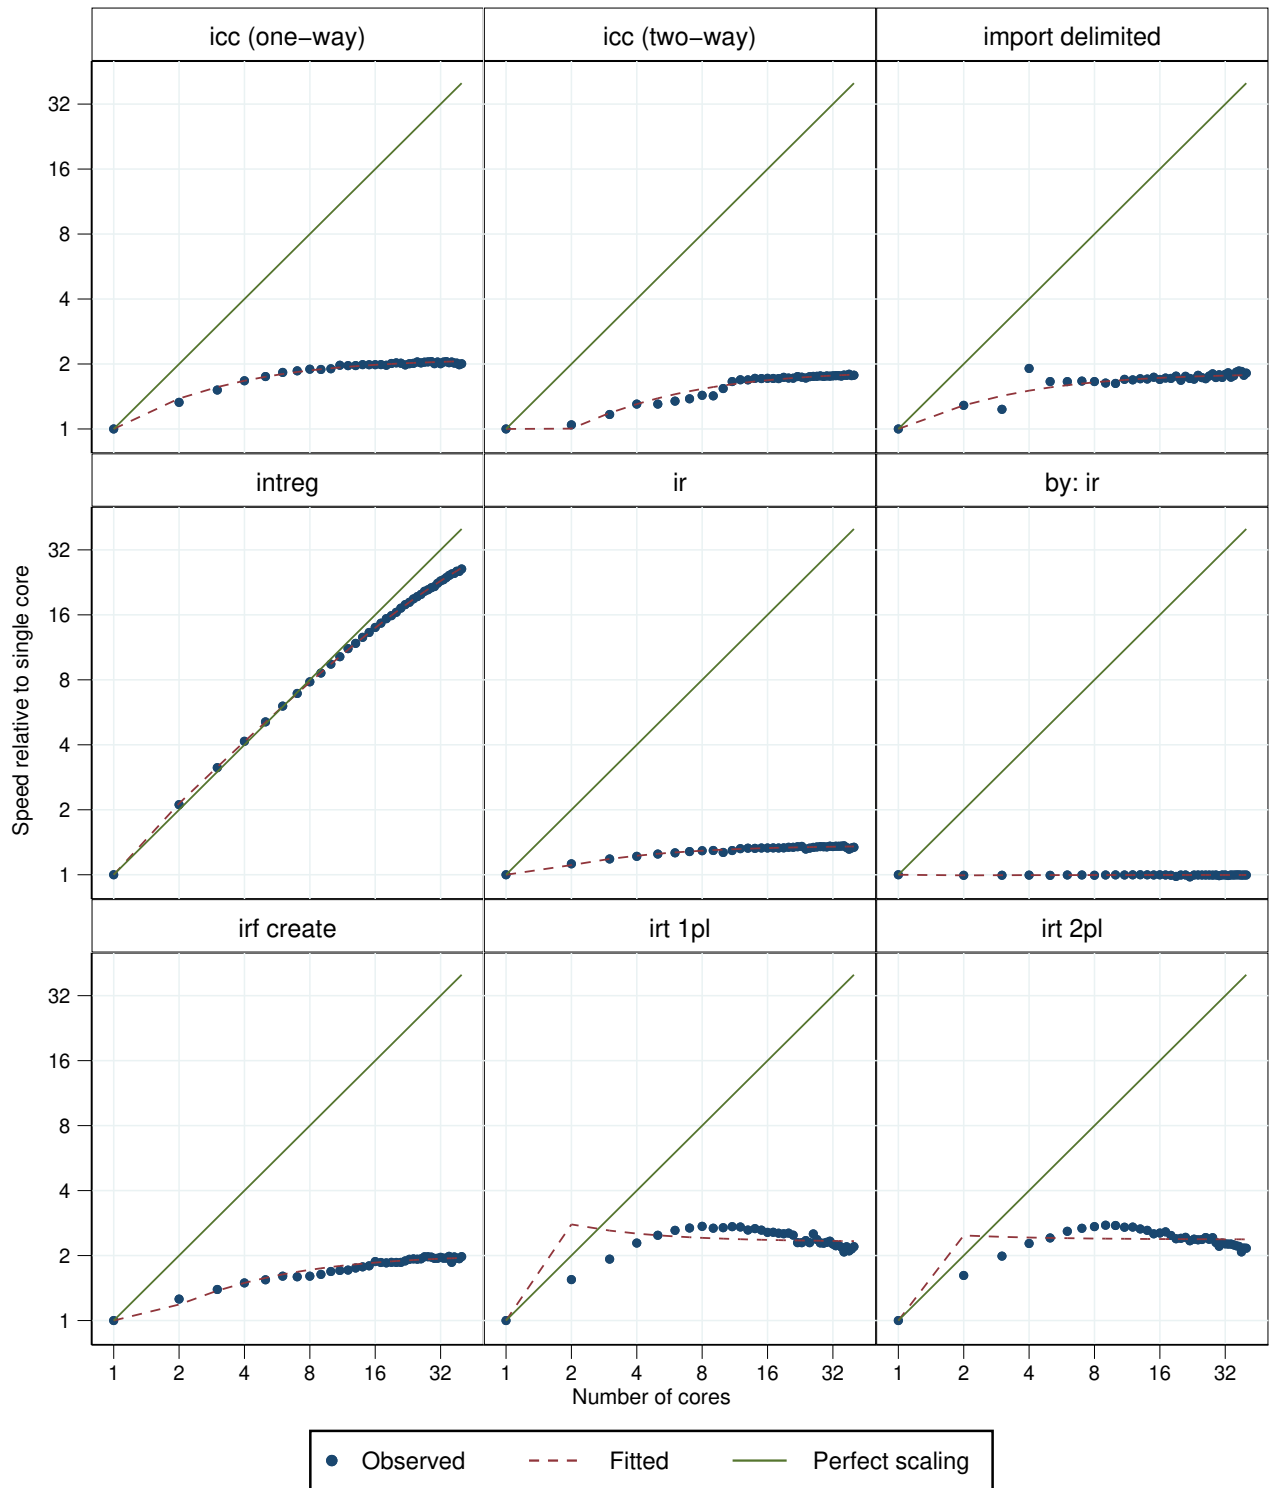 icc (one−way)
icc (two−way)
import delimited
32
16
8
4
2
1
intreg
ir
by: ir
32
16
8
4
2
1
Speed relative to single core
irf create
irt 1pl
irt 2pl
32
16
8
4
2
1
1 2 4 8 16 32
1 2 4 8 16 32
1 2 4 8 16 32
Number of cores
Observed
Fitted
Perfect scaling